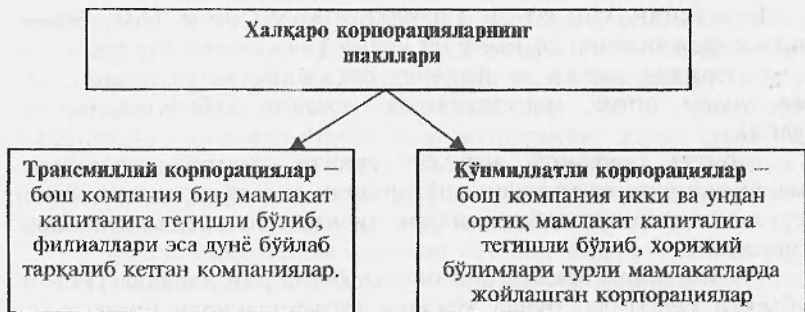 Халқаро корпорацияларнинг
шакллари
Трансмиллий корпорациялар –
бош компания бир мамлакат
капиталига тегишли бўлиб,
филиаллари эса дунё бўйлаб
тарқалиб кетган компаниялар,
Кўпмиллатли корпорациялар –
бош компания икки ва ундан
ортиқ мамлакат капиталига
тегишли бўлиб, хорижий
бўлимлари турли мамлакатларда
жойлашган корпорациялар